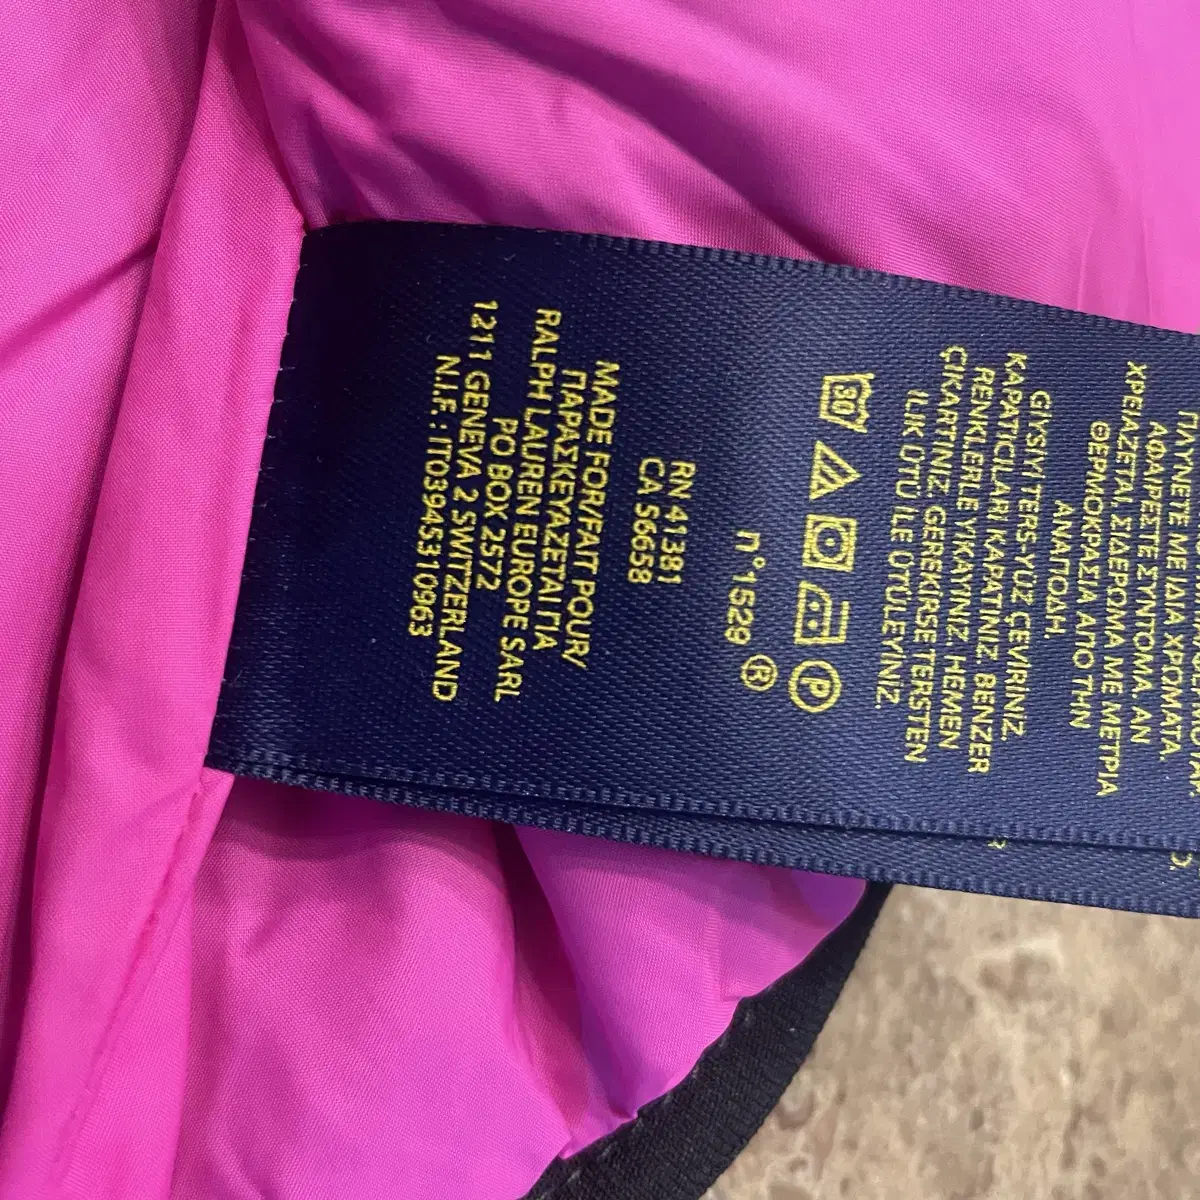 ΠΛΥΝΕΤΕ ΜΕ ΙΔΙΑ ΧΡΩΜΑΤΑ.
ΑΦΑΙΡΕΣΤΕ ΣΥΝΤΟΜΑ. ΑΝ
ΧΡΕΙΑΖΕΤΑΙ, ΣΙΔΕΡΩΜΑ ΜΕ ΜΕΤΡΙΑ
ΘΕΡΜΟΚΡΑΣΙΑ ΑΠΟ ΤΗΝ
ΑΝΑΠΟΔΗ.
GİYSİYİ TERS-YÜZ ÇEVİRİNİZ.
KAPATICILARI KAPATINIZ. BENZER
RENKLERLE YIKAYINIZ. HEMEN
ÇIKARTINIZ. GEREKİRSE TERSTEN
ILIK ÜTÜ İLE ÜTÜLEYİNİZ.
30 P
n°1529 ®
RN 41381
CA 56658
MADE FOR/FAIT POUR/
ΠΑΡΑΣΚΕΥΑΖΕΤΑΙ ΓΙΑ
RALPH LAUREN EUROPE SARL
PO BOX 2572
1211 GENEVA 2 SWITZERLAND
N.I.F.: IT03945310963